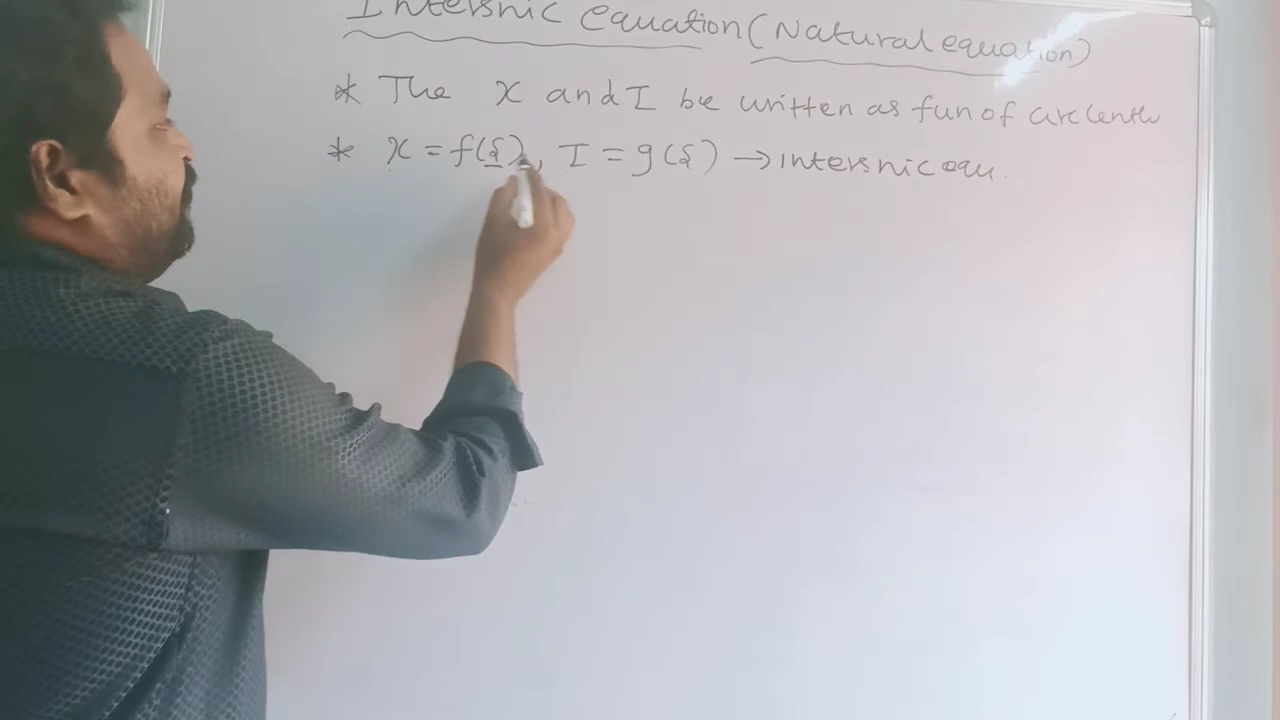 Intersnic equation (Natural equation)
* The x and I be written as fun of arc lenth
* x = f(s), I = g(s) → intersnic equ.